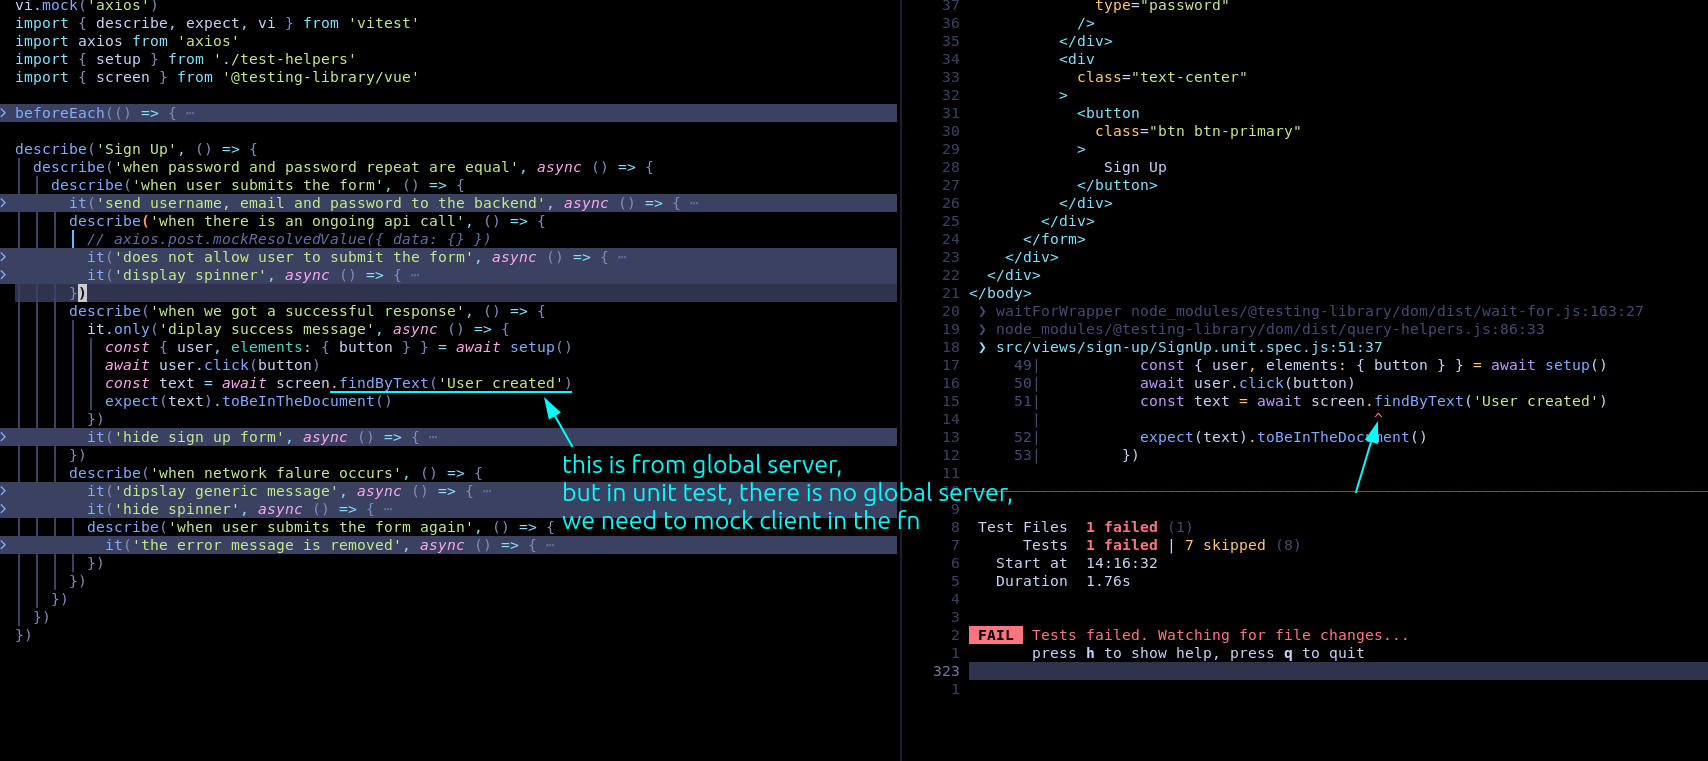 vi.mock('axios')
import { describe, expect, vi } from 'vitest'
import axios from 'axios'
import { setup } from './test-helpers'
import { screen } from '@testing-library/vue'
beforeEach(() => { ⋯
describe('Sign Up', () => {
describe('when password and password repeat are equal', async () => {
describe('when user submits the form', () => {
it('send username, email and password to the backend', async () => { ⋯
describe('when there is an ongoing api call', () => {
// axios.post.mockResolvedValue({ data: {} })
it('does not allow user to submit the form', async () => { ⋯
it('display spinner', async () => { ⋯
})
describe('when we got a successful response', () => {
it.only('diplay success message', async () => {
const { user, elements: { button } } = await setup()
await user.click(button)
const text = await screen.findByText('User created')
expect(text).toBeInTheDocument()
})
it('hide sign up form', async () => { ⋯
})
describe('when network falure occurs', () => {
it('dipslay generic message', async () => { ⋯
it('hide spinner', async () => { ⋯
describe('when user submits the form again', () => {
it('the error message is removed', async () => { ⋯
})
})
})
})
})
this is from global server,
but in unit test, there is no global server,
we need to mock client in the fn
37 type="password"
36 />
35 </div>
34 <div
33 class="text-center"
32 >
31 <button
30 class="btn btn-primary"
29 >
28 Sign Up
27 </button>
26 </div>
25 </div>
24 </form>
23 </div>
22 </div>
21 </body>
20 ❯ waitForWrapper node_modules/@testing-library/dom/dist/wait-for.js:163:27
19 ❯ node_modules/@testing-library/dom/dist/query-helpers.js:86:33
18 ❯ src/views/sign-up/SignUp.unit.spec.js:51:37
17 49| const { user, elements: { button } } = await setup()
16 50| await user.click(button)
15 51| const text = await screen.findByText('User created')
14 | ^
13 52| expect(text).toBeInTheDocument()
12 53| })
11
9
8 Test Files 1 failed (1)
7 Tests 1 failed | 7 skipped (8)
6 Start at 14:16:32
5 Duration 1.76s
4
3
2 FAIL Tests failed. Watching for file changes...
1 press h to show help, press q to quit
323
1